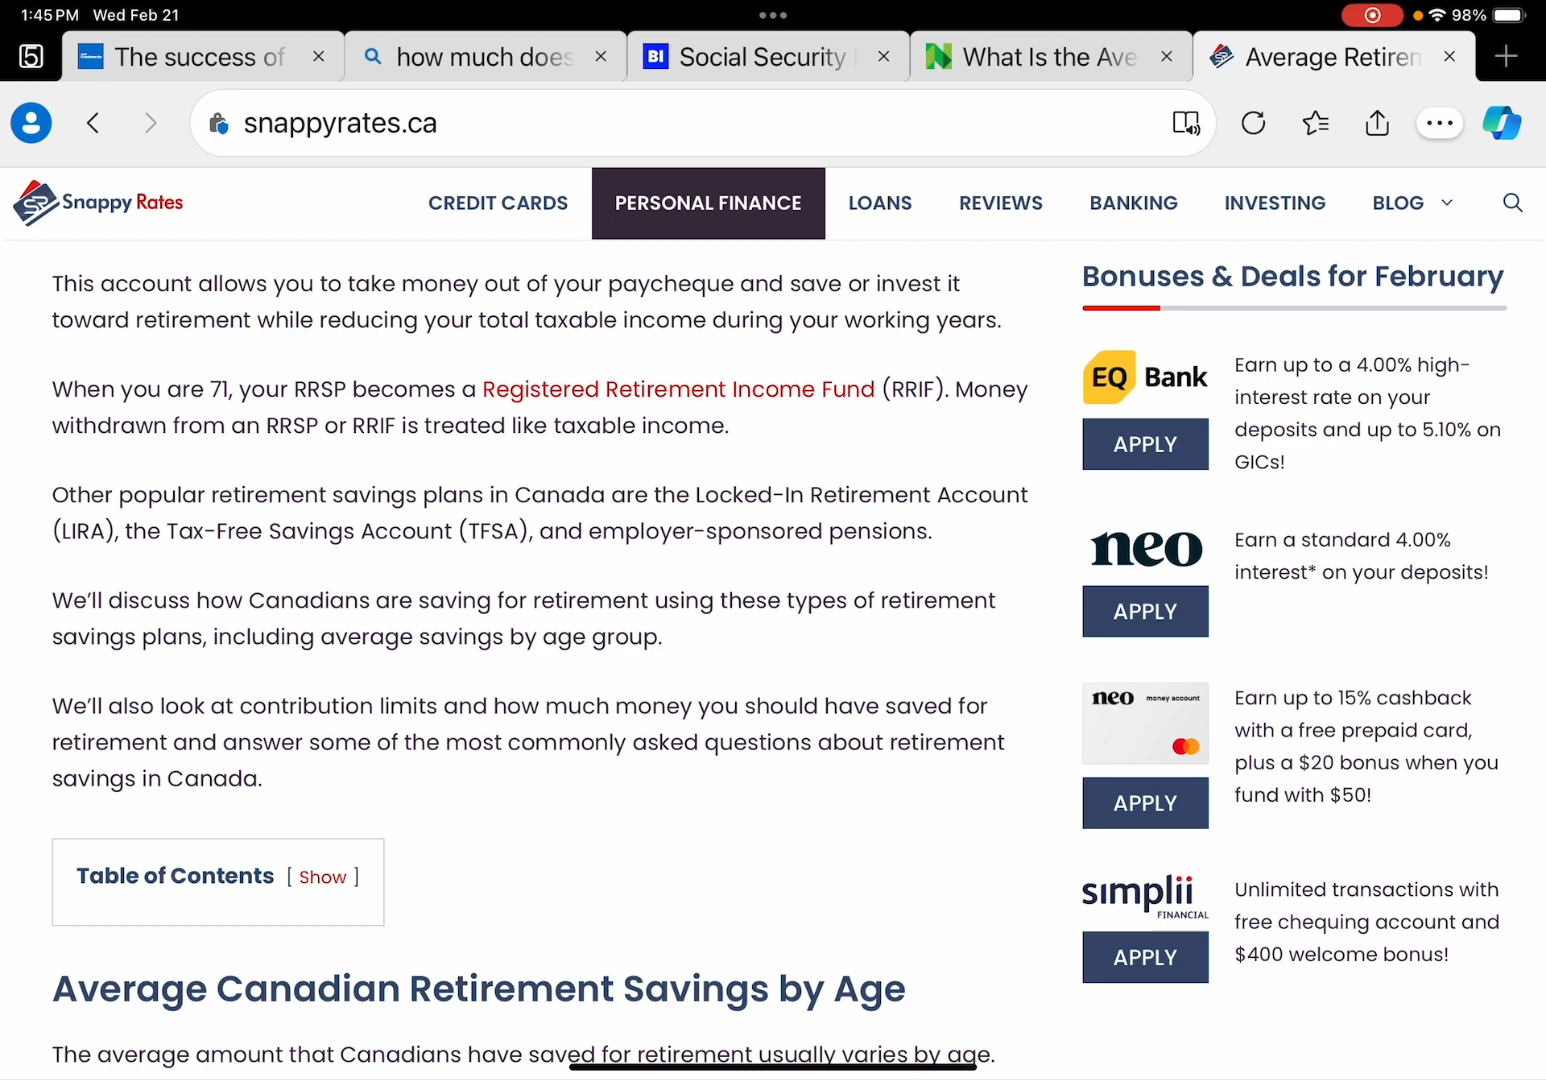 1:45 PM Wed Feb 21
98%
5
The success of
how much does
Social Security
What Is the Ave
Average Retiren
snappyrates.ca
Snappy Rates
CREDIT CARDS
PERSONAL FINANCE
LOANS
REVIEWS
BANKING
INVESTING
BLOG
This account allows you to take money out of your paycheque and save or invest it
toward retirement while reducing your total taxable income during your working years.
When you are 71, your RRSP becomes a Registered Retirement Income Fund (RRIF). Money
withdrawn from an RRSP or RRIF is treated like taxable income.
Other popular retirement savings plans in Canada are the Locked-In Retirement Account
(LIRA), the Tax-Free Savings Account (TFSA), and employer-sponsored pensions.
We’ll discuss how Canadians are saving for retirement using these types of retirement
savings plans, including average savings by age group.
We’ll also look at contribution limits and how much money you should have saved for
retirement and answer some of the most commonly asked questions about retirement
savings in Canada.
Table of Contents [ Show ]
Average Canadian Retirement Savings by Age
The average amount that Canadians have saved for retirement usually varies by age.
Bonuses & Deals for February
EQ Bank
APPLY
Earn up to a 4.00% high-
interest rate on your
deposits and up to 5.10% on
GICs!
neo
APPLY
Earn a standard 4.00%
interest* on your deposits!
neo money account
APPLY
Earn up to 15% cashback
with a free prepaid card,
plus a $20 bonus when you
fund with $50!
simplii
FINANCIAL
APPLY
Unlimited transactions with
free chequing account and
$400 welcome bonus!